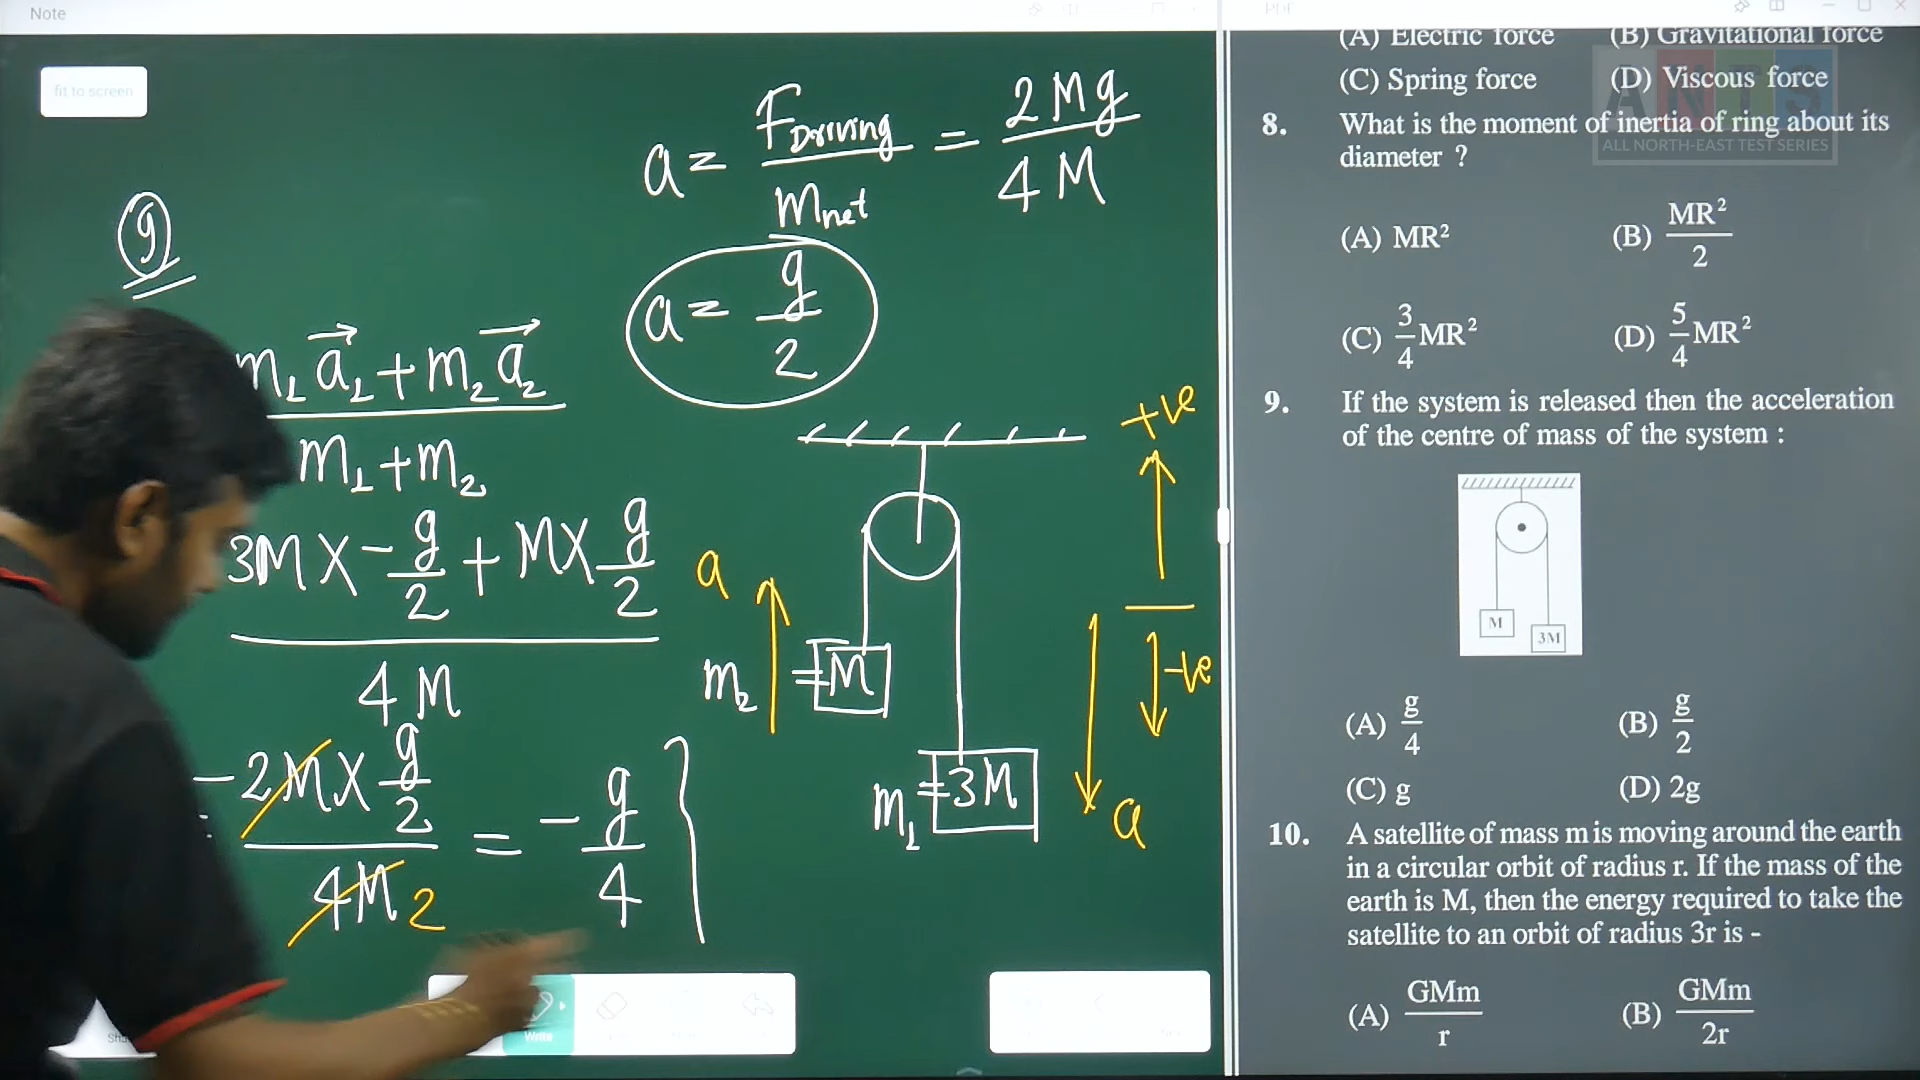 Note
PDF
fit to screen
a = F Driving / m net = 2Mg / 4M
9
a = g/2
m₁a⃗₁ + m₂a⃗₂
m₁ + m₂
3M × -g/2 + M × g/2
4M
-2M × g/2
4M 2
= -g/4
a
m₂ = M
m₁ = 3M
+ve
-ve
a
Write
(A) Electric force (B) Gravitational force
(C) Spring force (D) Viscous force
ANTS
ALL NORTH-EAST TEST SERIES
8. What is the moment of inertia of ring about its
diameter ?
(A) MR² (B) MR²/2
(C) 3/4 MR² (D) 5/4 MR²
9. If the system is released then the acceleration
of the centre of mass of the system :
M
3M
(A) g/4 (B) g/2
(C) g (D) 2g
10. A satellite of mass m is moving around the earth
in a circular orbit of radius r. If the mass of the
earth is M, then the energy required to take the
satellite to an orbit of radius 3r is -
(A) GMm/r (B) GMm/2r